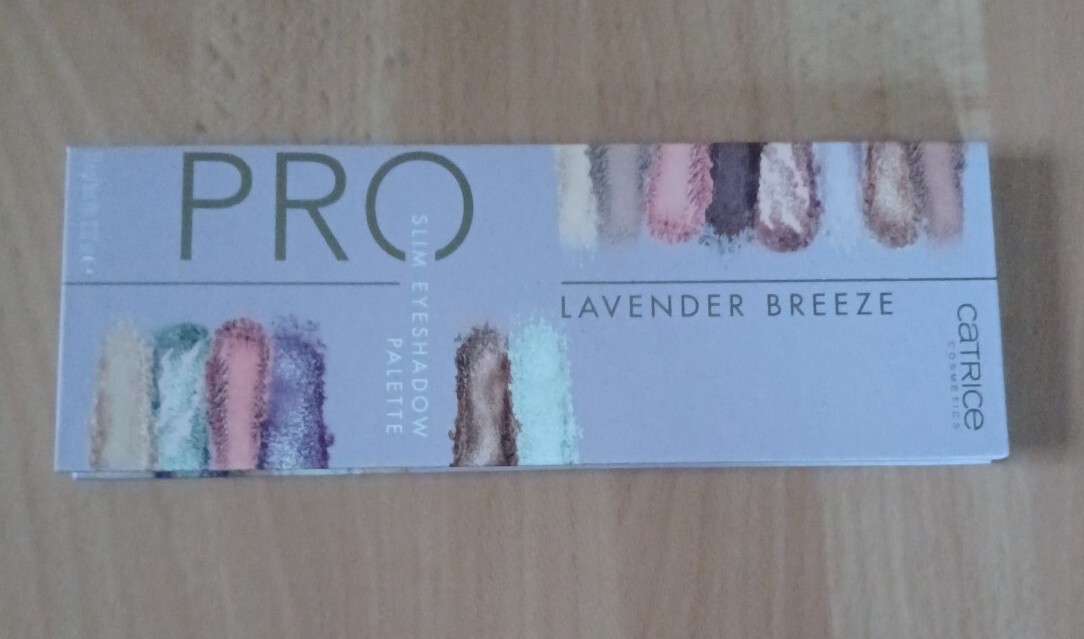 PRO
SLIM EYESHADOW
PALETTE
LAVENDER BREEZE
CATRICE
COSMETICS